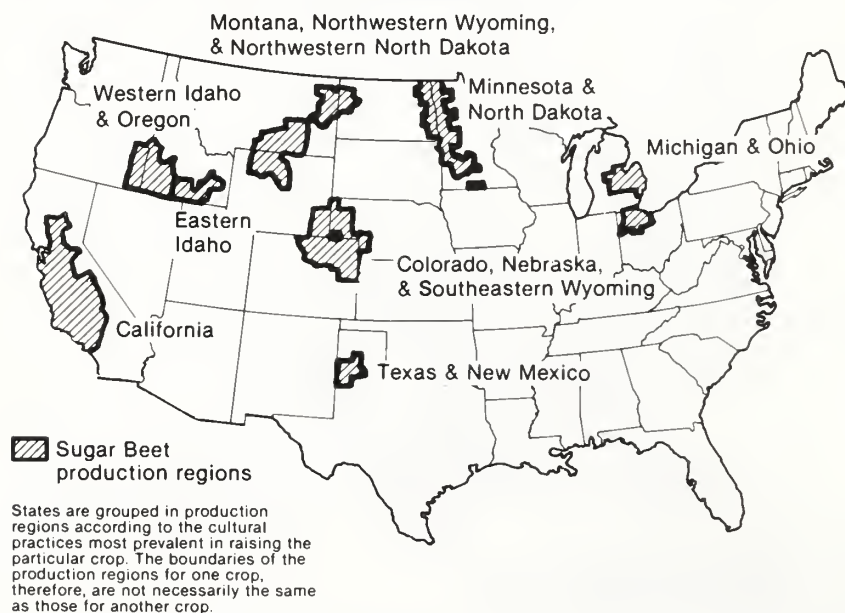 Montana, Northwestern Wyoming,
& Northwestern North Dakota
Western Idaho
& Oregon
Minnesota &
North Dakota
Michigan & Ohio
Eastern
Idaho
Colorado, Nebraska,
& Southeastern Wyoming
California
Texas & New Mexico
Sugar Beet
production regions
States are grouped in production
regions according to the cultural
practices most prevalent in raising the
particular crop. The boundaries of the
production regions for one crop,
therefore, are not necessarily the same
as those for another crop.